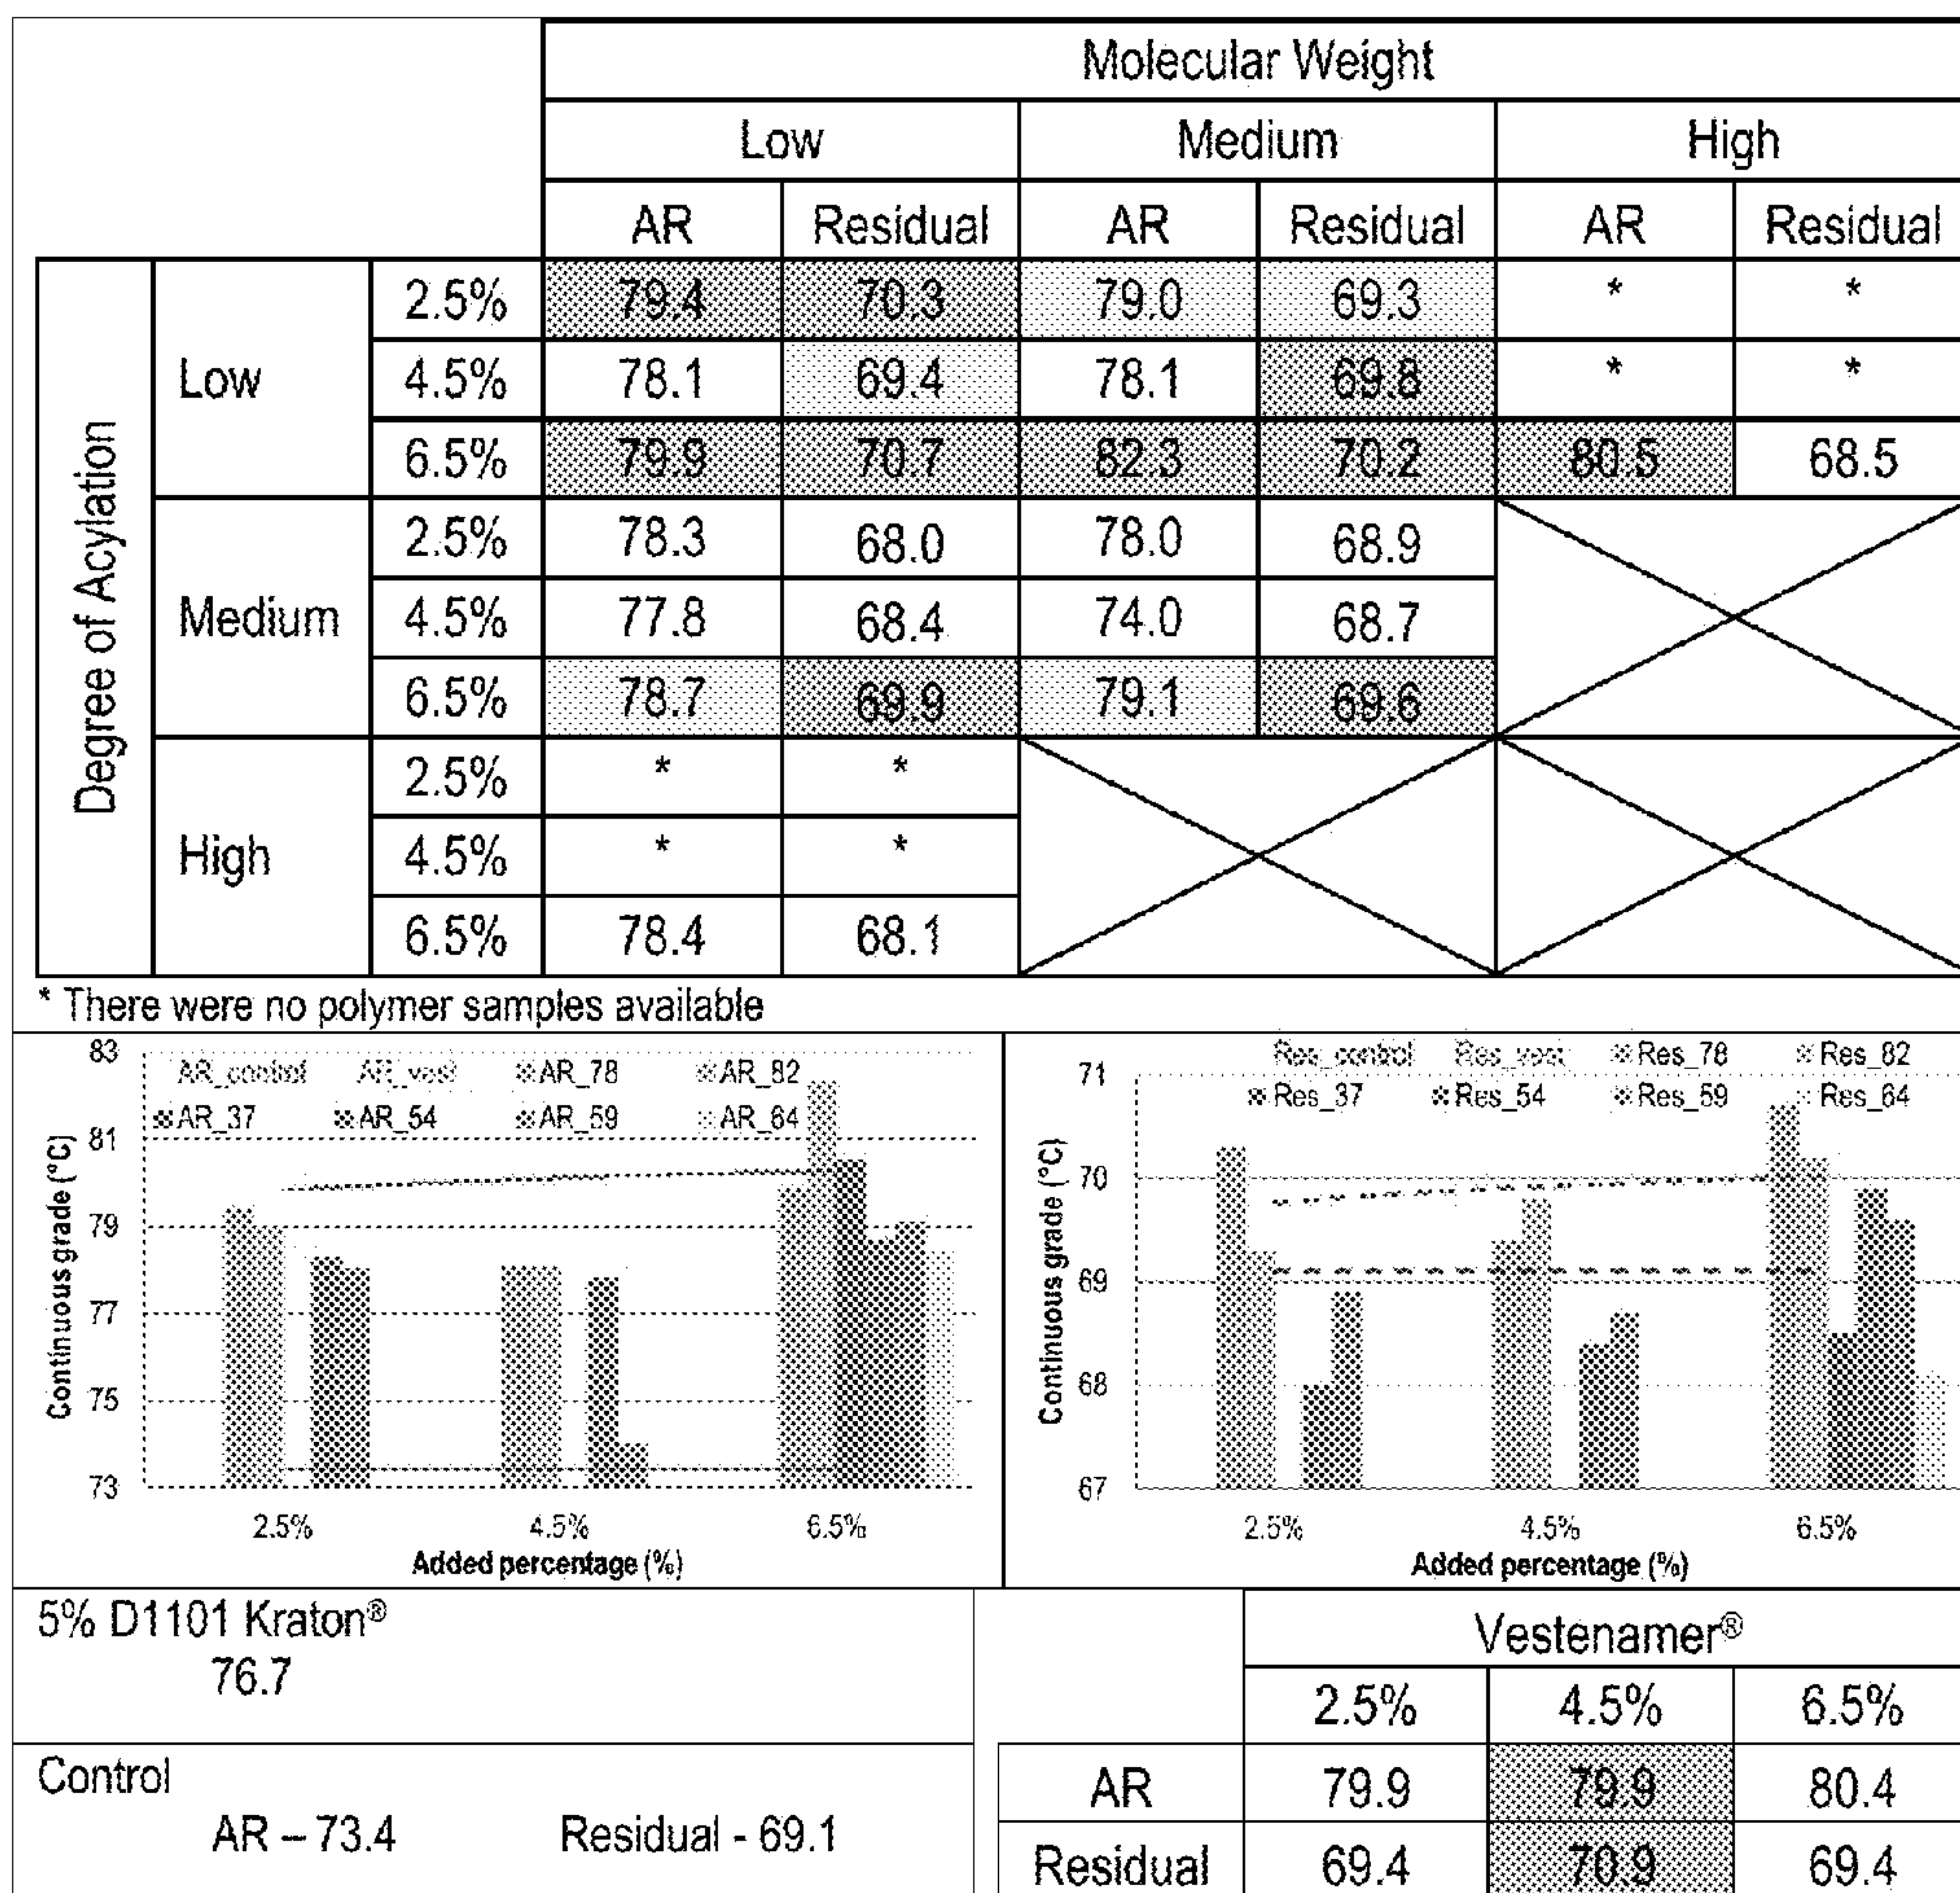 Molecular Weight
Low Medium High
AR Residual AR Residual AR Residual
Degree of Acylation
Low 2.5% 79.4 70.3 79.0 69.3 * *
4.5% 78.1 69.4 78.1 69.8 * *
6.5% 79.9 70.7 82.3 70.2 80.5 68.5
Medium 2.5% 78.3 68.0 78.0 68.9
4.5% 77.8 68.4 74.0 68.7
6.5% 78.7 69.9 79.1 69.6
High 2.5% * *
4.5% * *
6.5% 78.4 68.1
* There were no polymer samples available
AR_control AR_vest AR_78 AR_82
AR_37 AR_54 AR_59 AR_64
Continuous grade (°C)
83
81
79
77
75
73
2.5% 4.5% 6.5%
Added percentage (%)
Res_control Res_vest Res_78 Res_82
Res_37 Res_54 Res_59 Res_64
Continuous grade (°C)
71
70
69
68
67
2.5% 4.5% 6.5%
Added percentage (%)
5% D1101 Kraton®
76.7
Control
AR – 73.4 Residual - 69.1
Vestenamer®
2.5% 4.5% 6.5%
AR 79.9 79.9 80.4
Residual 69.4 70.9 69.4